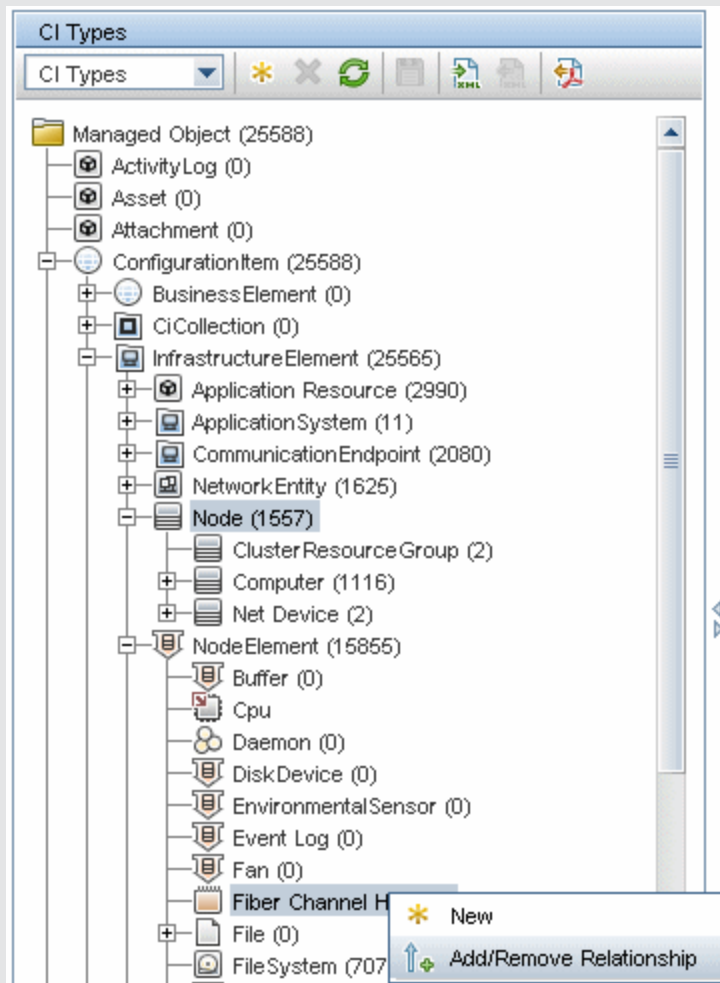 CI Types
CI Types
XML
Managed Object (25588)
ActivityLog (0)
Asset (0)
Attachment (0)
ConfigurationItem (25588)
BusinessElement (0)
CiCollection (0)
InfrastructureElement (25565)
Application Resource (2990)
ApplicationSystem (11)
CommunicationEndpoint (2080)
NetworkEntity (1625)
Node (1557)
ClusterResourceGroup (2)
Computer (1116)
Net Device (2)
NodeElement (15855)
Buffer (0)
Cpu
Daemon (0)
DiskDevice (0)
EnvironmentalSensor (0)
Event Log (0)
Fan (0)
Fiber Channel H
New
File (0)
Add/Remove Relationship
FileSystem (707